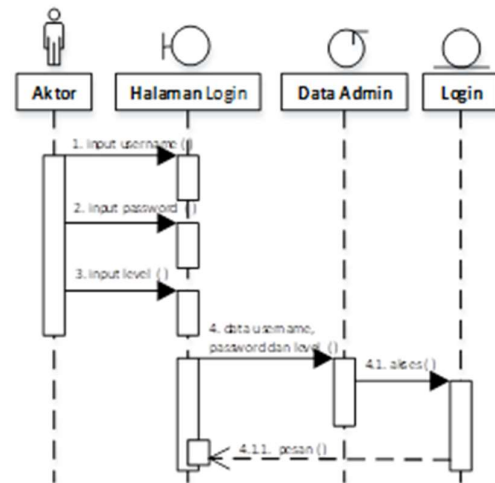 Aktor
Halaman Login
Data Admin
Login
1. input username ( )
2. input password ( )
3. input level ( )
4. data username,
password dan level ( )
4.1. akses ( )
4.1.1. pesan ( )